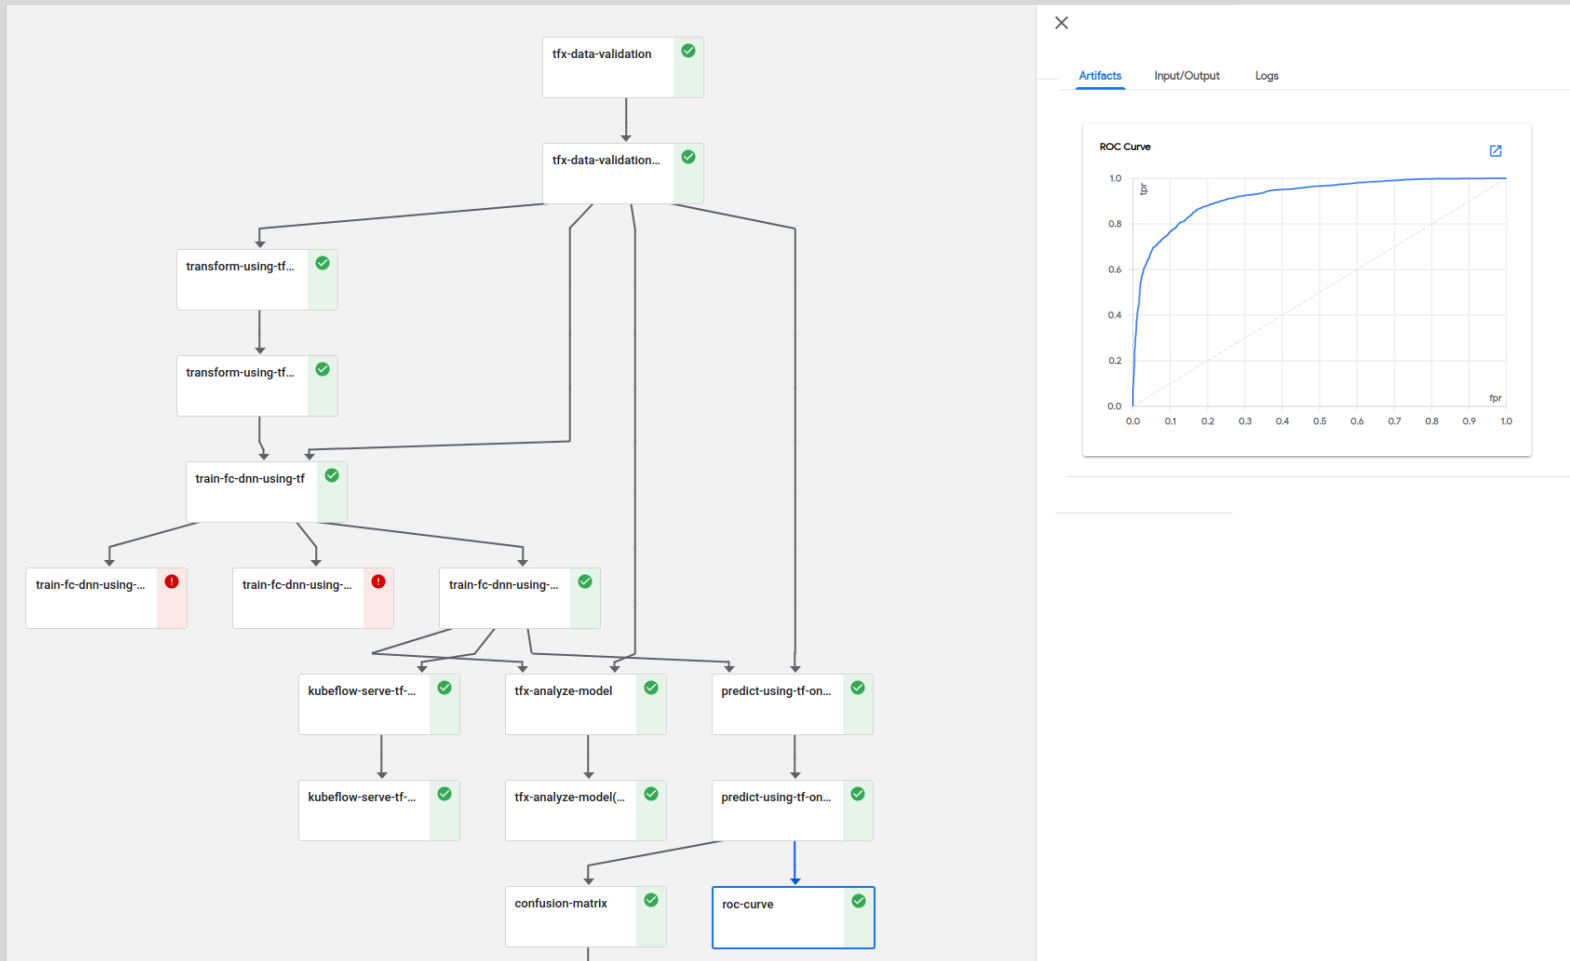 tfx-data-validation
tfx-data-validation...
transform-using-tf...
transform-using-tf...
train-fc-dnn-using-tf
train-fc-dnn-using-...
train-fc-dnn-using-...
train-fc-dnn-using-...
kubeflow-serve-tf-...
tfx-analyze-model
predict-using-tf-on...
kubeflow-serve-tf-...
tfx-analyze-model(...
predict-using-tf-on...
confusion-matrix
roc-curve
Artifacts
Input/Output
Logs
ROC Curve
tpr
1.0
0.8
0.6
0.4
0.2
0.0
fpr
0.0 0.1 0.2 0.3 0.4 0.5 0.6 0.7 0.8 0.9 1.0